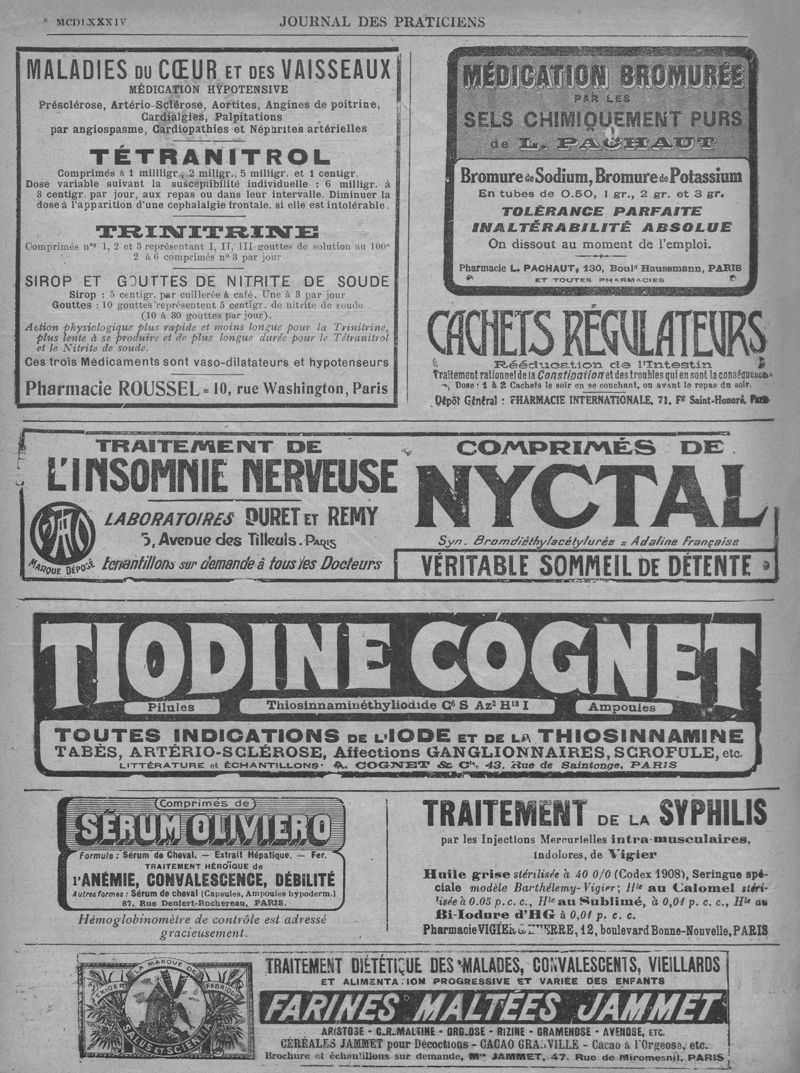 MCDLXXXIV
JOURNAL DES PRATICIENS
MALADIES DU CŒUR ET DES VAISSEAUX
MÉDICATION HYPOTENSIVE
Présclérose, Artério-Sclérose, Aortites, Angines de poitrine,
Cardialgies, Palpitations
par angiospasme, Cardiopathies et Néphrites artérielles
TÉTRANITROL
Comprimés à 1 milligr., 2 milligr., 5 milligr. et 1 centigr.
Dose variable suivant la susceptibilité individuelle : 6 milligr. à
3 centigr. par jour, aux repas ou dans leur intervalle. Diminuer la
dose à l'apparition d'une cephalalgie frontale, si elle est intolérable.
TRINITRINE
Comprimés nos 1, 2 et 3 représentant I, II, III gouttes de solution au 100e
2 à 6 comprimés no 3 par jour
SIROP ET GOUTTES DE NITRITE DE SOUDE
Sirop : 5 centigr. par cuillerée à café. Une à 3 par jour
Gouttes : 10 gouttes représentent 5 centigr. de nitrite de soude
(10 à 30 gouttes par jour).
Action physiologique plus rapide et moins longue pour la Trinitrine,
plus lente à se produire et de plus longue durée pour le Tétranitrol
et le Nitrite de soude.
Ces trois Médicaments sont vaso-dilatateurs et hypotenseurs
Pharmacie ROUSSEL = 10, rue Washington, Paris
MÉDICATION BROMURÉE
PAR LES
SELS CHIMIQUEMENT PURS
de L. PACHAUT
Bromure de Sodium, Bromure de Potassium
En tubes de 0.50, 1 gr., 2 gr. et 3 gr.
TOLÉRANCE PARFAITE
INALTÉRABILITÉ ABSOLUE
On dissout au moment de l'emploi.
Pharmacie L. PACHAUT, 130, Bould Haussmann, PARIS
ET TOUTES PHARMACIES
CACHETS RÉGULATEURS
Rééducation de l'Intestin
Traitement rationnel de la Constipation et des troubles qui en sont la conséquence
Dose : 1 à 2 Cachets le soir en se couchant, ou avant le repas du soir.
Dépôt Général : PHARMACIE INTERNATIONALE, 71, Fg Saint-Honoré, Paris
TRAITEMENT DE
L'INSOMNIE NERVEUSE
LABORATOIRES DURET ET REMY
5, Avenue des Tilleuls. PARIS
MARQUE DÉPOSÉE
Echantillons sur demande à tous les Docteurs
COMPRIMÉS DE
NYCTAL
Syn. Bromdiéthylacétylurée = Adaline Française
VÉRITABLE SOMMEIL DE DÉTENTE
TIODINE COGNET
Pilules
Thiosinnaminéthyliodide C6 S Az2 H13 I
Ampoules
TOUTES INDICATIONS DE L'IODE ET DE LA THIOSINNAMINE
TABÈS, ARTÉRIO-SCLÉROSE, Affections GANGLIONNAIRES, SCROFULE, etc.
LITTÉRATURE et ÉCHANTILLONS: A. COGNET & Cie, 43, Rue de Saintonge, PARIS
(Comprimés de)
SÉRUM OLIVIERO
Formule : Sérum de Cheval. — Extrait Hépatique. — Fer.
TRAITEMENT HÉROÏQUE de
l'ANÉMIE, CONVALESCENCE, DÉBILITÉ
Autres formes : Sérum de cheval (Capsules, Ampoules hypoderm.)
87, Rue Denfert-Rochereau, PARIS.
Hémoglobinomètre de contrôle est adressé
gracieusement.
TRAITEMENT DE LA SYPHILIS
par les Injections Mercurielles intra-musculaires,
indolores, de Vigier
Huile grise stérilisée à 40 0/0 (Codex 1908), Seringue spé-
ciale modèle Barthélemy-Vigier; Hle au Calomel stéri-
lisée à 0.05 p. c. c., Hle au Sublimé, à 0,01 p. c. c., Hle au
Bi-Iodure d'HG à 0,01 p. c.
Pharmacie VIGIER &, 12, boulevard Bonne-Nouvelle, PARIS
LA MARQUE DE
EXIGER
FABRIQUE
SALUS ET SCIENTIA
TRAITEMENT DIÉTÉTIQUE DES MALADES, CONVALESCENTS, VIEILLARDS
ET ALIMENTATION PROGRESSIVE ET VARIÉE DES ENFANTS
FARINES MALTÉES JAMMET
ARISTOSE - C.R.MALTINE - ORGEOSE - RIZINE - GRAMENOSE - AVENOSE, ETC.
CÉRÉALES JAMMET pour Décoctions - CACAO GRANVILLE - Cacao à l'Orgeose, etc.
Brochure et échantillons sur demande, Mon JAMMET, 47, Rue de Miromesnil, PARIS